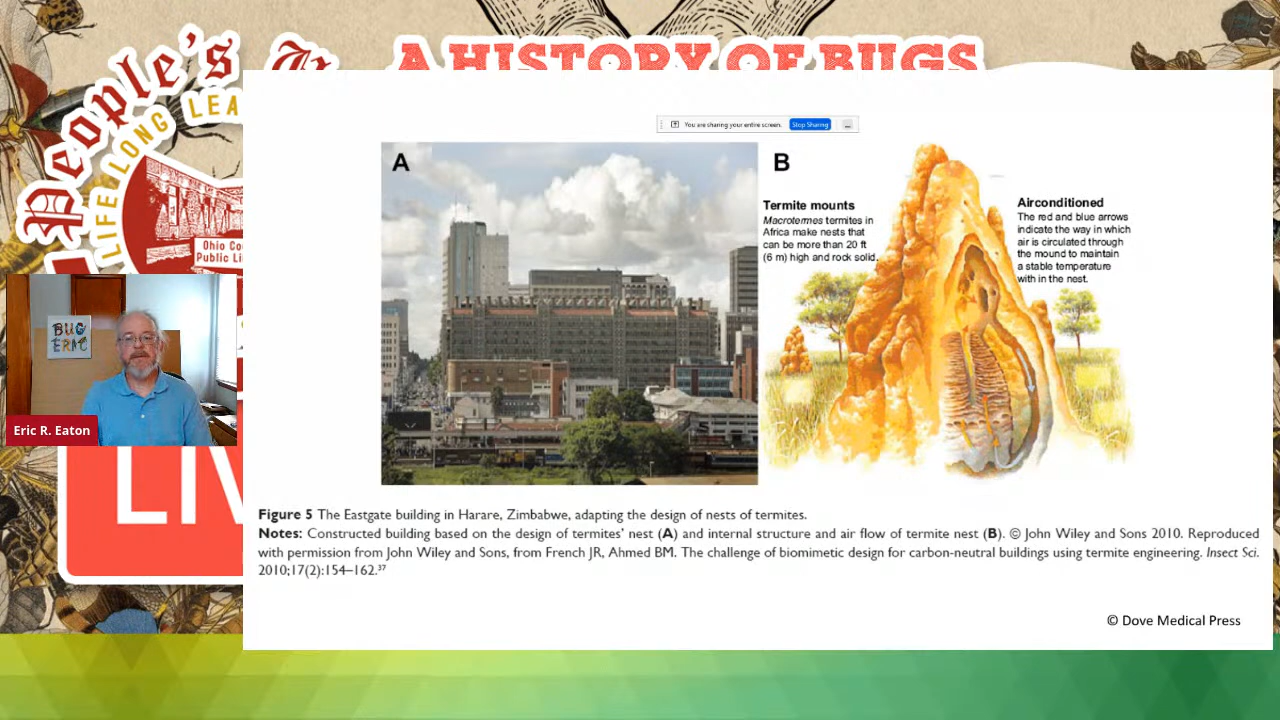 A HISTORY OF BUGS
People's
LIFE LONG LEA
Ohio Co
Public Li
BUG
ERIC
Eric R. Eaton
LIV
You are sharing your entire screen.
Stop Sharing
A
B
Termite mounts
Macrotermes termites in
Africa make nests that
can be more than 20 ft
(6 m) high and rock solid.
Airconditioned
The red and blue arrows
indicate the way in which
air is circulated through
the mound to maintain
a stable temperature
with in the nest.
Figure 5 The Eastgate building in Harare, Zimbabwe, adapting the design of nests of termites.
Notes: Constructed building based on the design of termites' nest (A) and internal structure and air flow of termite nest (B). © John Wiley and Sons 2010. Reproduced
with permission from John Wiley and Sons, from French JR, Ahmed BM. The challenge of biomimetic design for carbon-neutral buildings using termite engineering. Insect Sci.
2010;17(2):154–162.³⁷
© Dove Medical Press